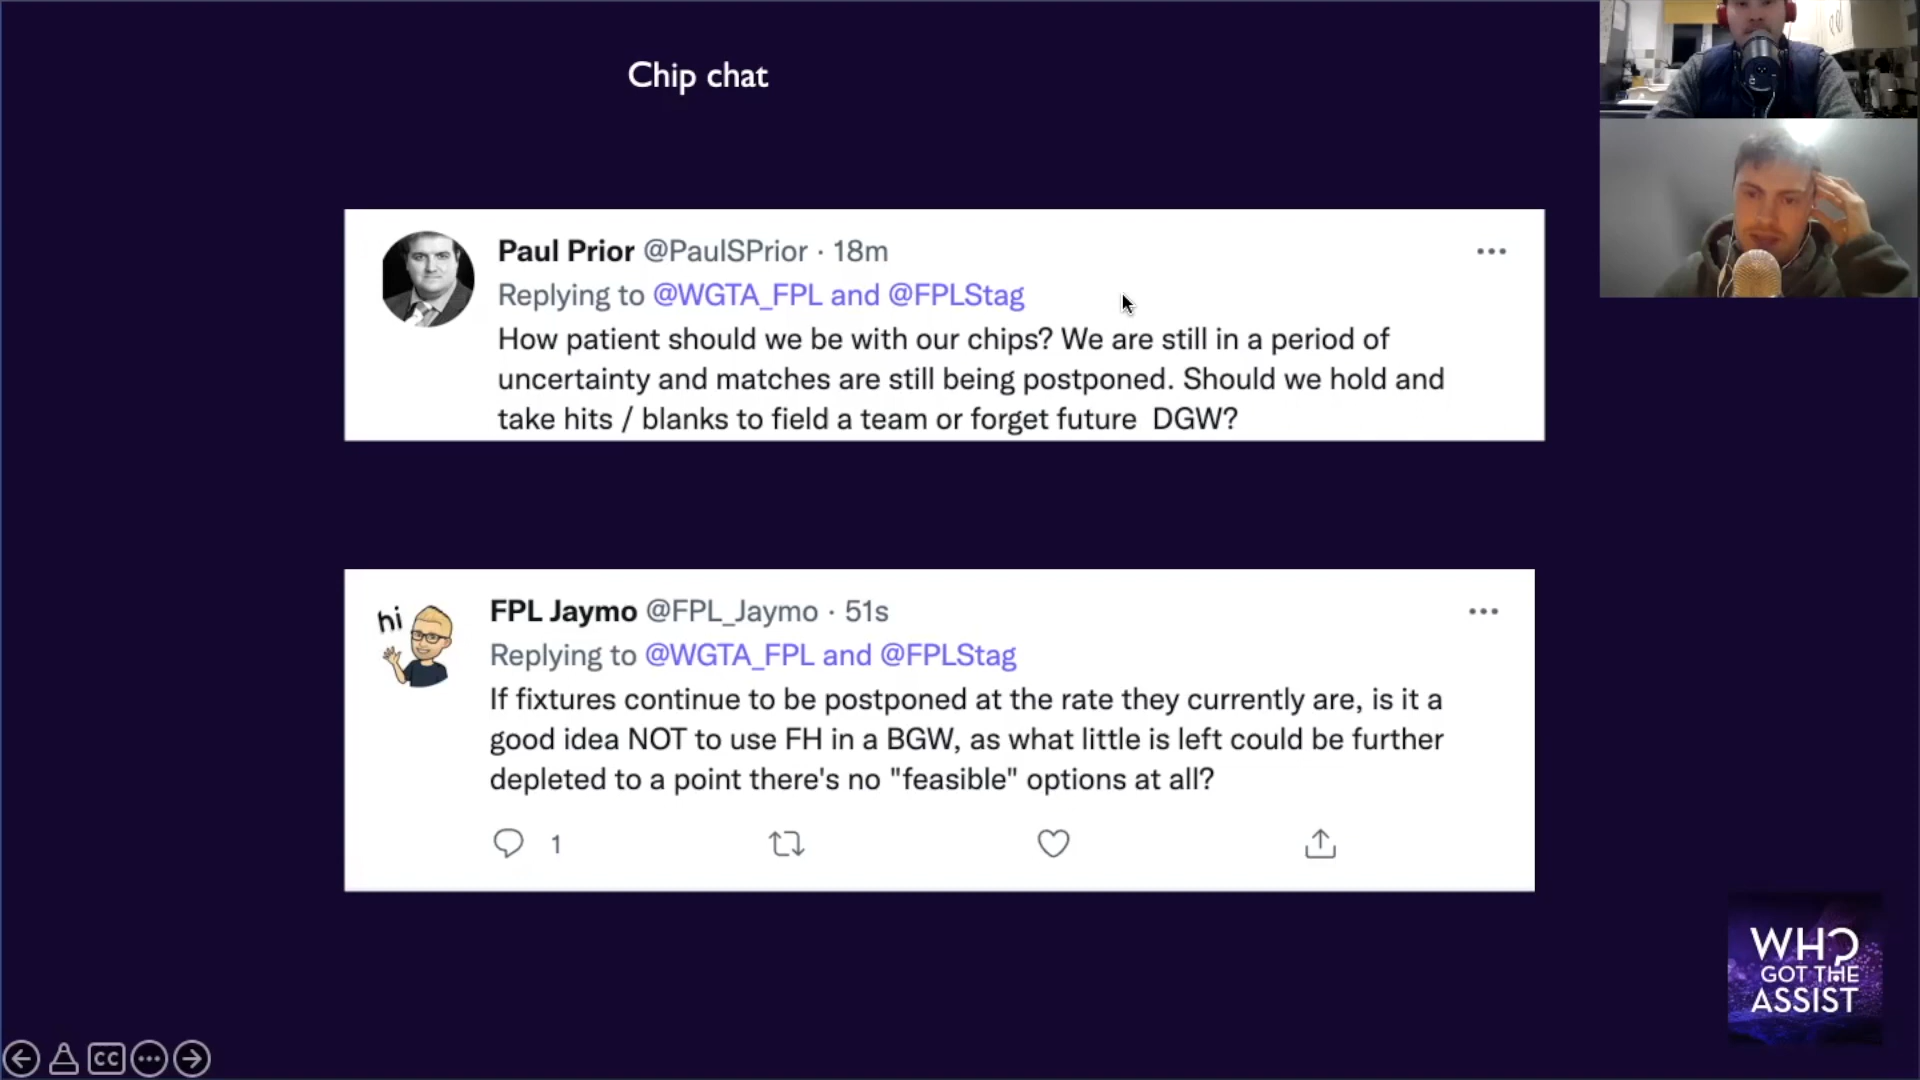 Chip chat
Paul Prior @PaulSPrior · 18m
Replying to @WGTA_FPL and @FPLStag
How patient should we be with our chips? We are still in a period of
uncertainty and matches are still being postponed. Should we hold and
take hits / blanks to field a team or forget future  DGW?
hi
FPL Jaymo @FPL_Jaymo · 51s
Replying to @WGTA_FPL and @FPLStag
If fixtures continue to be postponed at the rate they currently are, is it a
good idea NOT to use FH in a BGW, as what little is left could be further
depleted to a point there's no "feasible" options at all?
1
WHO
GOT THE
ASSIST
CC